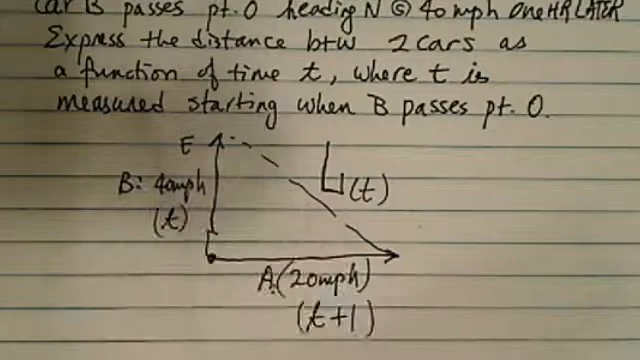 Car B passes pt. O heading N @ 40 mph one HR LATER
Express the distance btw 2 cars as
a function of time t, where t is
measured starting when B passes pt. O.
E
B: 40mph
(t)
L(t)
A(20mph)
(t+1)